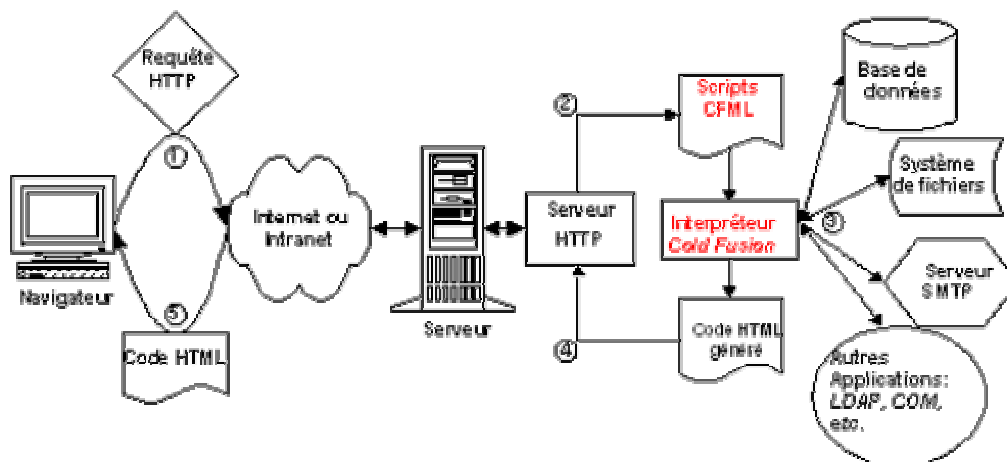 Requête
HTTP
①
Navigateur
⑤
Code HTML
Internet ou
Intranet
Serveur
Serveur
HTTP
②
Scripts
CFML
Interpréteur
Cold Fusion
④
Code HTML
généré
③
Base de
données
Système
de fichiers
Serveur
SMTP
Autres
Applications:
LDAP, COM,
etc.